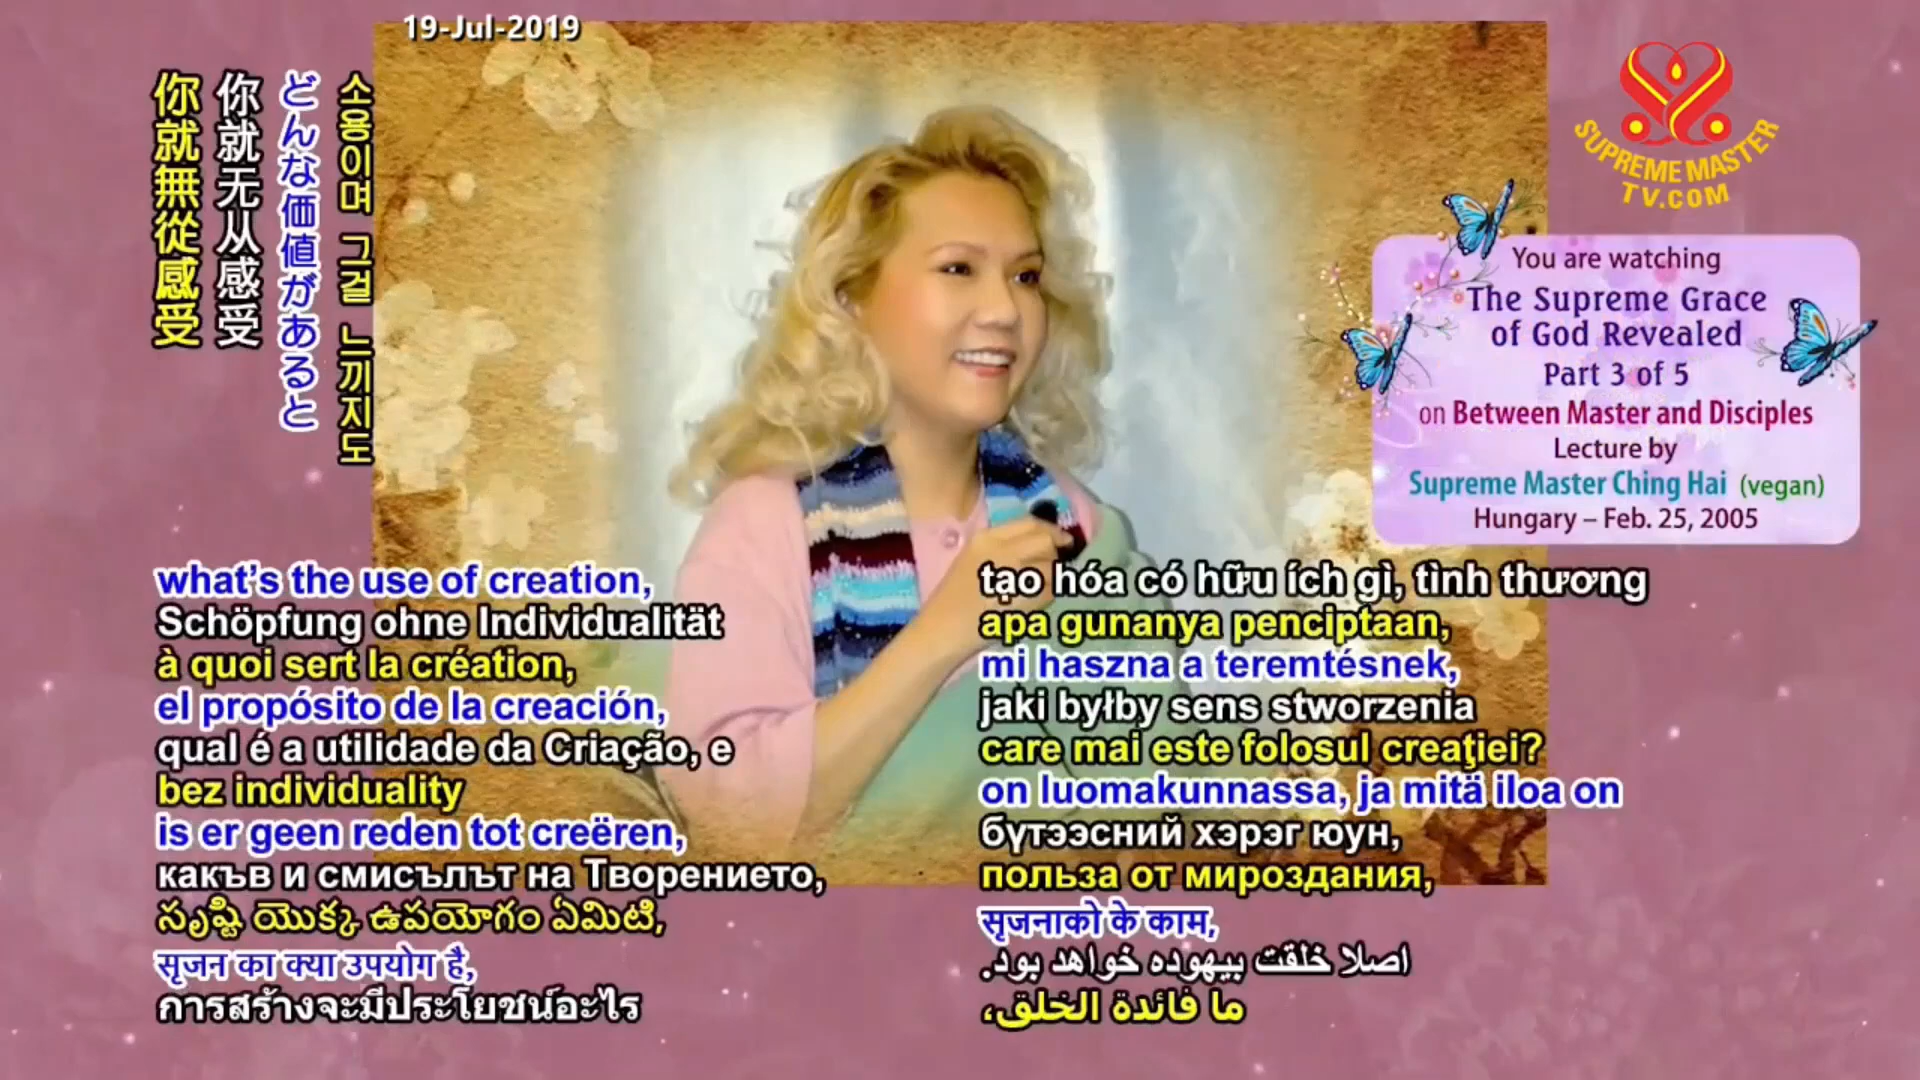 19-Jul-2019
소용이며 그걸 느끼지도
どんな価値があると
你就无从感受
你就無從感受
SUPREME MASTER
TV.COM
You are watching
The Supreme Grace
of God Revealed
Part 3 of 5
on Between Master and Disciples
Lecture by
Supreme Master Ching Hai (vegan)
Hungary – Feb. 25, 2005
what's the use of creation,
Schöpfung ohne Individualität
à quoi sert la création,
el propósito de la creación,
qual é a utilidade da Criação, e
bez individuality
is er geen reden tot creëren,
какъв и смисълът на Творението,
సృష్టి యొక్క ఉపయోగం ఏమిటి,
सृजन का क्या उपयोग है,
การสร้างจะมีประโยชน์อะไร
tạo hóa có hữu ích gì, tình thương
apa gunanya penciptaan,
mi haszna a teremtésnek,
jaki byłby sens stworzenia
care mai este folosul creaţiei?
on luomakunnassa, ja mitä iloa on
бүтээсний хэрэг юун,
польза от мироздания,
सृजनाको के काम,
اصلا خلقت بیهوده خواهد بود.
ما فائدة الخلق،